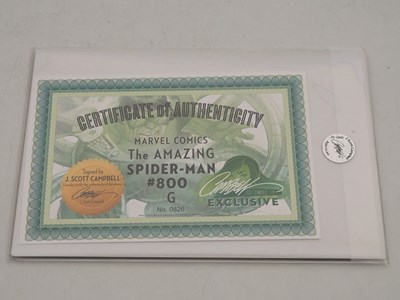 CERTIFICATE of AUTHENTICITY
MARVEL COMICS
The AMAZING
SPIDER-MAN
#800
G
No. 0826
Signed by
J. SCOTT CAMPBELL
EXCLUSIVE